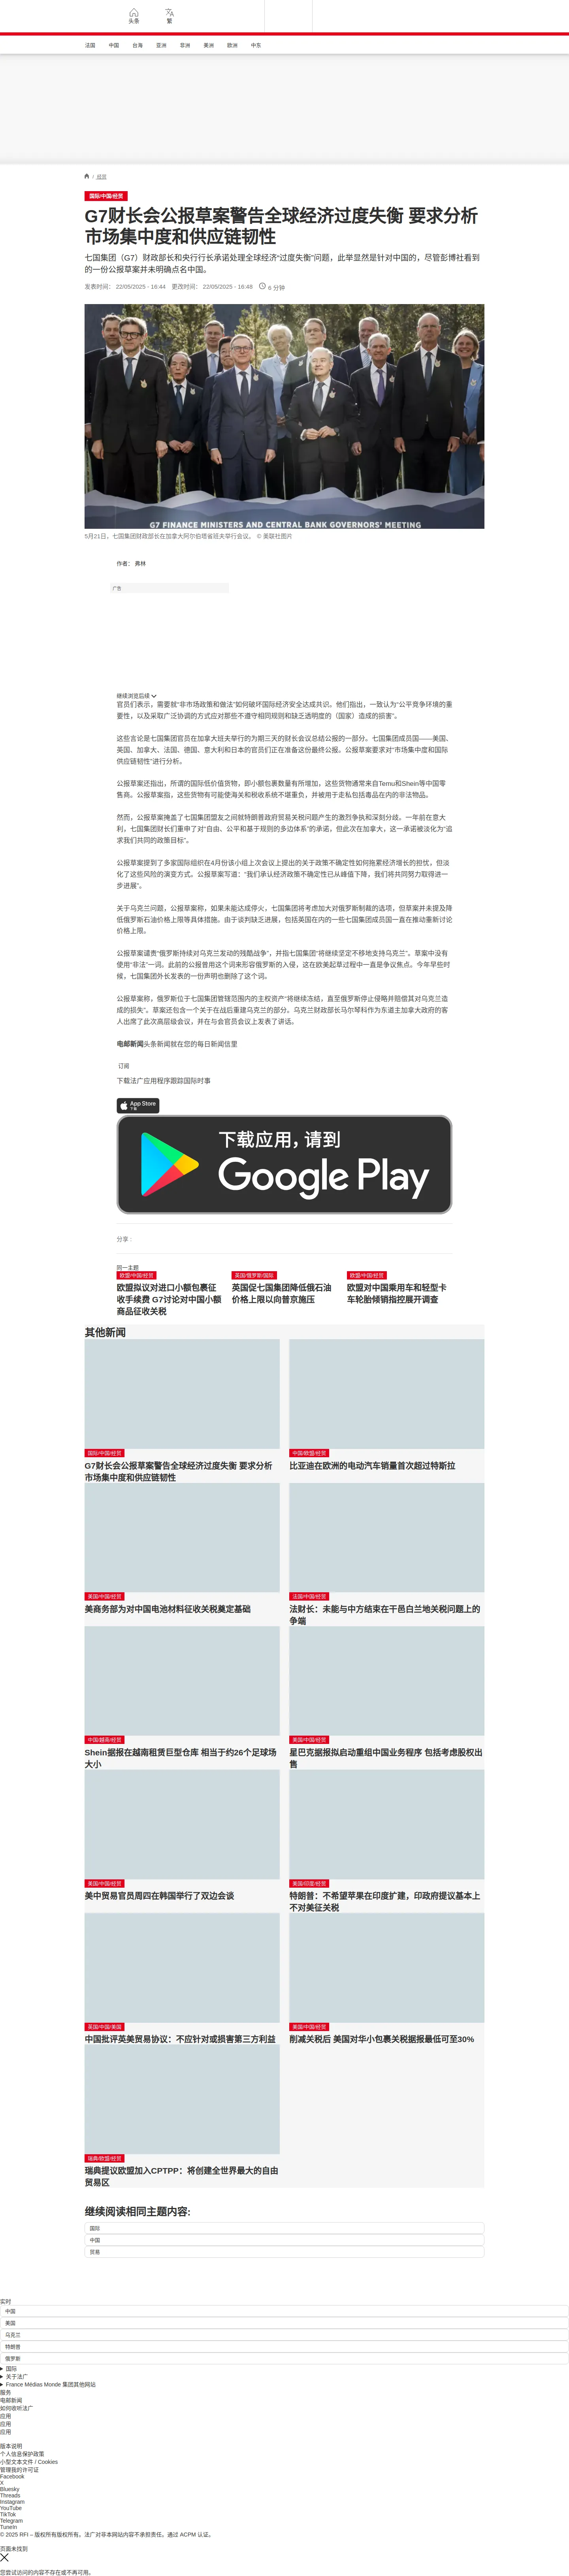 头条
繁
法国
中国
台海
亚洲
非洲
美洲
欧洲
中东
/ 经贸
国际/中国/经贸
G7财长会公报草案警告全球经济过度失衡 要求分析
市场集中度和供应链韧性
七国集团（G7）财政部长和央行行长承诺处理全球经济“过度失衡”问题，此举显然是针对中国的，尽管彭博社看到
的一份公报草案并未明确点名中国。
发表时间： 22/05/2025 - 16:44 更改时间： 22/05/2025 - 16:48 6 分钟
G7 FINANCE MINISTERS AND CENTRAL BANK GOVERNORS' MEETING
5月21日，七国集团财政部长在加拿大阿尔伯塔省班夫举行会议。 © 美联社图片
作者： 弗林
广告
继续浏览后续
官员们表示，需要就“非市场政策和做法”如何破坏国际经济安全达成共识。他们指出，一致认为“公平竞争环境的重
要性，以及采取广泛协调的方式应对那些不遵守相同规则和缺乏透明度的（国家）造成的损害”。
这些言论是七国集团官员在加拿大班夫举行的为期三天的财长会议总结公报的一部分。七国集团成员国——美国、
英国、加拿大、法国、德国、意大利和日本的官员们正在准备这份最终公报。公报草案要求对“市场集中度和国际
供应链韧性”进行分析。
公报草案还指出，所谓的国际低价值货物，即小额包裹数量有所增加，这些货物通常来自Temu和Shein等中国零
售商。公报草案指，这些货物有可能使海关和税收系统不堪重负，并被用于走私包括毒品在内的非法物品。
然而，公报草案掩盖了七国集团盟友之间就特朗普政府贸易关税问题产生的激烈争执和深刻分歧。一年前在意大
利，七国集团财长们重申了对“自由、公平和基于规则的多边体系”的承诺，但此次在加拿大，这一承诺被淡化为“追
求我们共同的政策目标”。
公报草案提到了多家国际组织在4月份该小组上次会议上提出的关于政策不确定性如何拖累经济增长的担忧，但淡
化了这些风险的演变方式。公报草案写道：“我们承认经济政策不确定性已从峰值下降，我们将共同努力取得进一
步进展”。
关于乌克兰问题，公报草案称，如果未能达成停火，七国集团将考虑加大对俄罗斯制裁的选项，但草案并未提及降
低俄罗斯石油价格上限等具体措施。由于谈判缺乏进展，包括英国在内的一些七国集团成员国一直在推动重新讨论
价格上限。
公报草案谴责“俄罗斯持续对乌克兰发动的残酷战争”，并指七国集团“将继续坚定不移地支持乌克兰”。草案中没有
使用“非法”一词。此前的公报曾用这个词来形容俄罗斯的入侵，这在欧美起草过程中一直是争议焦点。今年早些时
候，七国集团外长发表的一份声明也删除了这个词。
公报草案称，俄罗斯位于七国集团管辖范围内的主权资产“将继续冻结，直至俄罗斯停止侵略并赔偿其对乌克兰造
成的损失”。草案还包含一个关于在战后重建乌克兰的部分。乌克兰财政部长马尔琴科作为东道主加拿大政府的客
人出席了此次高层级会议，并在与会官员会议上发表了讲话。
电邮新闻头条新闻就在您的每日新闻信里
订阅
下载法广应用程序跟踪国际时事
App Store
下载
下载应用，请到
Google Play
分享 :
同一主题
欧盟/中国/经贸
欧盟拟议对进口小额包裹征
收手续费 G7讨论对中国小额
商品征收关税
英国/俄罗斯/国际
英国促七国集团降低俄石油
价格上限以向普京施压
欧盟/中国/经贸
欧盟对中国乘用车和轻型卡
车轮胎倾销指控展开调查
其他新闻
国际/中国/经贸
G7财长会公报草案警告全球经济过度失衡 要求分析
市场集中度和供应链韧性
中国/欧盟/经贸
比亚迪在欧洲的电动汽车销量首次超过特斯拉
美国/中国/经贸
美商务部为对中国电池材料征收关税奠定基础
法国/中国/经贸
法财长：未能与中方结束在干邑白兰地关税问题上的
争端
中国/越南/经贸
Shein据报在越南租赁巨型仓库 相当于约26个足球场
大小
美国/中国/经贸
星巴克据报拟启动重组中国业务程序 包括考虑股权出
售
美国/中国/经贸
美中贸易官员周四在韩国举行了双边会谈
美国/印度/经贸
特朗普：不希望苹果在印度扩建，印政府提议基本上
不对美征关税
英国/中国/美国
中国批评英美贸易协议：不应针对或损害第三方利益
美国/中国/经贸
削减关税后 美国对华小包裹关税据报最低可至30%
瑞典/欧盟/经贸
瑞典提议欧盟加入CPTPP：将创建全世界最大的自由
贸易区
继续阅读相同主题内容:
国际
中国
贸易
实时
中国
美国
乌克兰
特朗普
俄罗斯
国际
关于法广
France Médias Monde 集团其他网站
服务
电邮新闻
如何收听法广
应用
应用
应用
版本说明
个人信息保护政策
小型文本文件 / Cookies
管理我的许可证
Facebook
X
Bluesky
Threads
Instagram
YouTube
TikTok
Telegram
TuneIn
© 2025 RFI – 版权所有版权所有。法广对非本网站内容不承担责任。通过 ACPM 认证。
页面未找到
您尝试访问的内容不存在或不再可用。